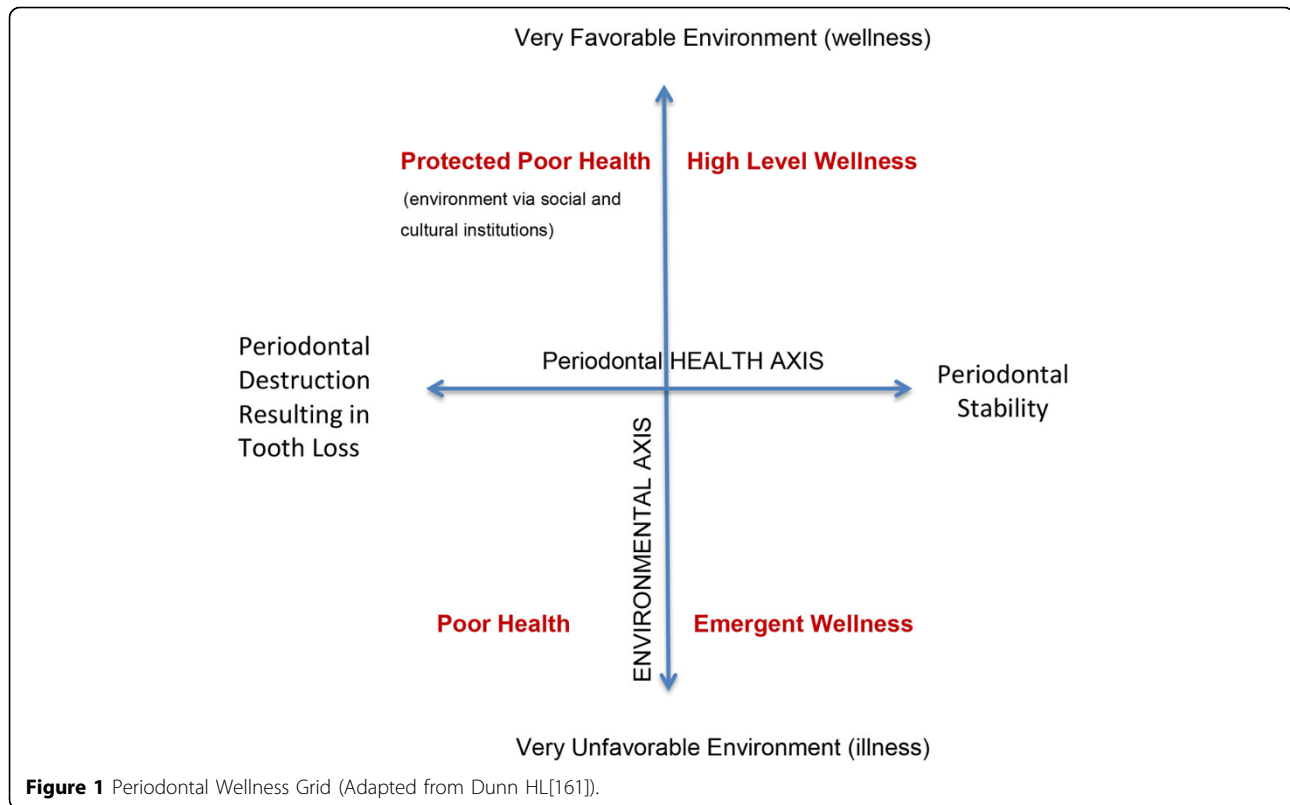 Very Favorable Environment (wellness)
Protected Poor Health
High Level Wellness
(environment via social and
cultural institutions)
Periodontal
Destruction
Resulting in
Tooth Loss
Periodontal HEALTH AXIS
Periodontal
Stability
ENVIRONMENTAL AXIS
Poor Health
Emergent Wellness
Very Unfavorable Environment (illness)
Figure 1 Periodontal Wellness Grid (Adapted from Dunn HL[161]).